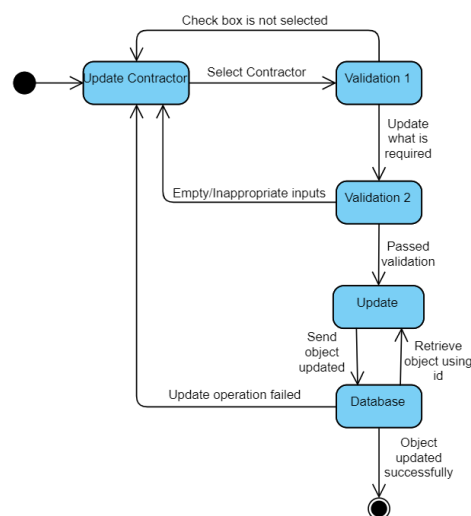 Check box is not selected
Update Contractor
Select Contractor
Validation 1
Update
what is
required
Empty/Inappropriate inputs
Validation 2
Passed
validation
Update
Send
object
updated
Retrieve
object using
id
Update operation failed
Database
Object
updated
successfully